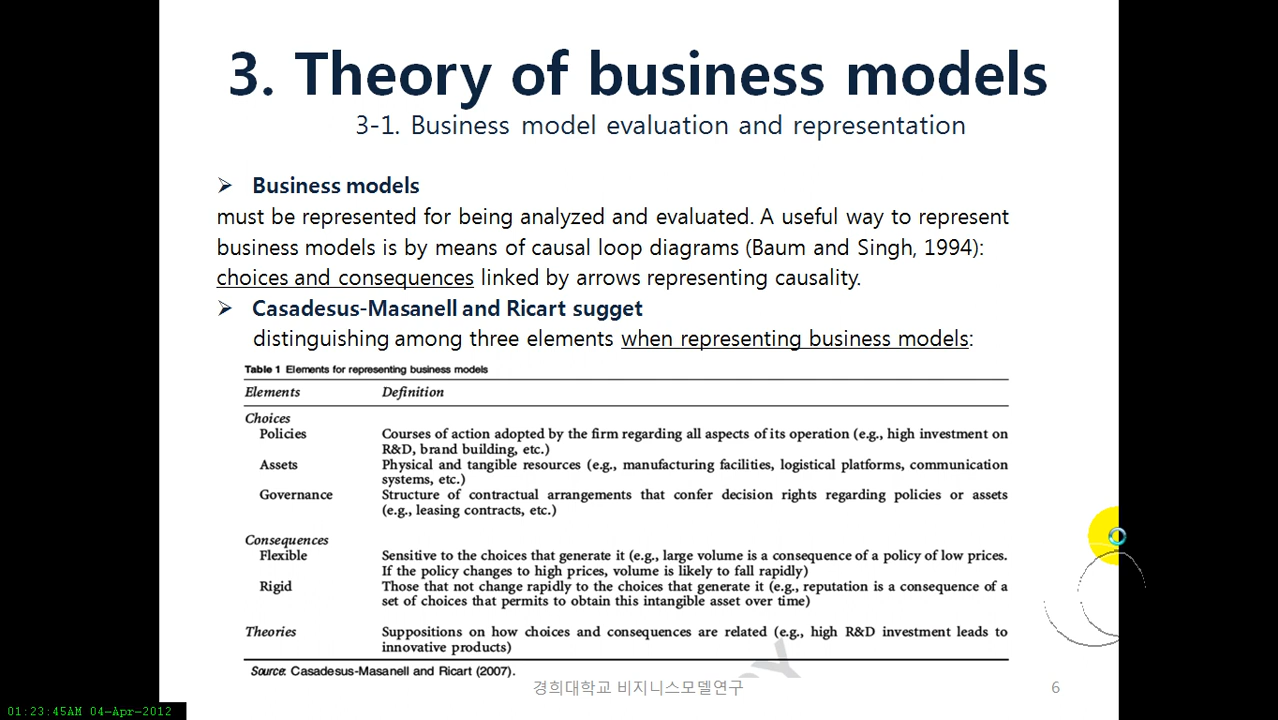 3. Theory of business models
3-1. Business model evaluation and representation
Business models
must be represented for being analyzed and evaluated. A useful way to represent
business models is by means of causal loop diagrams (Baum and Singh, 1994):
choices and consequences linked by arrows representing causality.
Casadesus-Masanell and Ricart sugget
distinguishing among three elements when representing business models:
Table 1 Elements for representing business models
Elements Definition
Choices
Policies Courses of action adopted by the firm regarding all aspects of its operation (e.g., high investment on
R&D, brand building, etc.)
Assets Physical and tangible resources (e.g., manufacturing facilities, logistical platforms, communication
systems, etc.)
Governance Structure of contractual arrangements that confer decision rights regarding policies or assets
(e.g., leasing contracts, etc.)
Consequences
Flexible Sensitive to the choices that generate it (e.g., large volume is a consequence of a policy of low prices.
If the policy changes to high prices, volume is likely to fall rapidly)
Rigid Those that not change rapidly to the choices that generate it (e.g., reputation is a consequence of a
set of choices that permits to obtain this intangible asset over time)
Theories Suppositions on how choices and consequences are related (e.g., high R&D investment leads to
innovative products)
Source: Casadesus-Masanell and Ricart (2007).
경희대학교 비지니스모델연구 6
01:23:45AM 04-Apr-2012